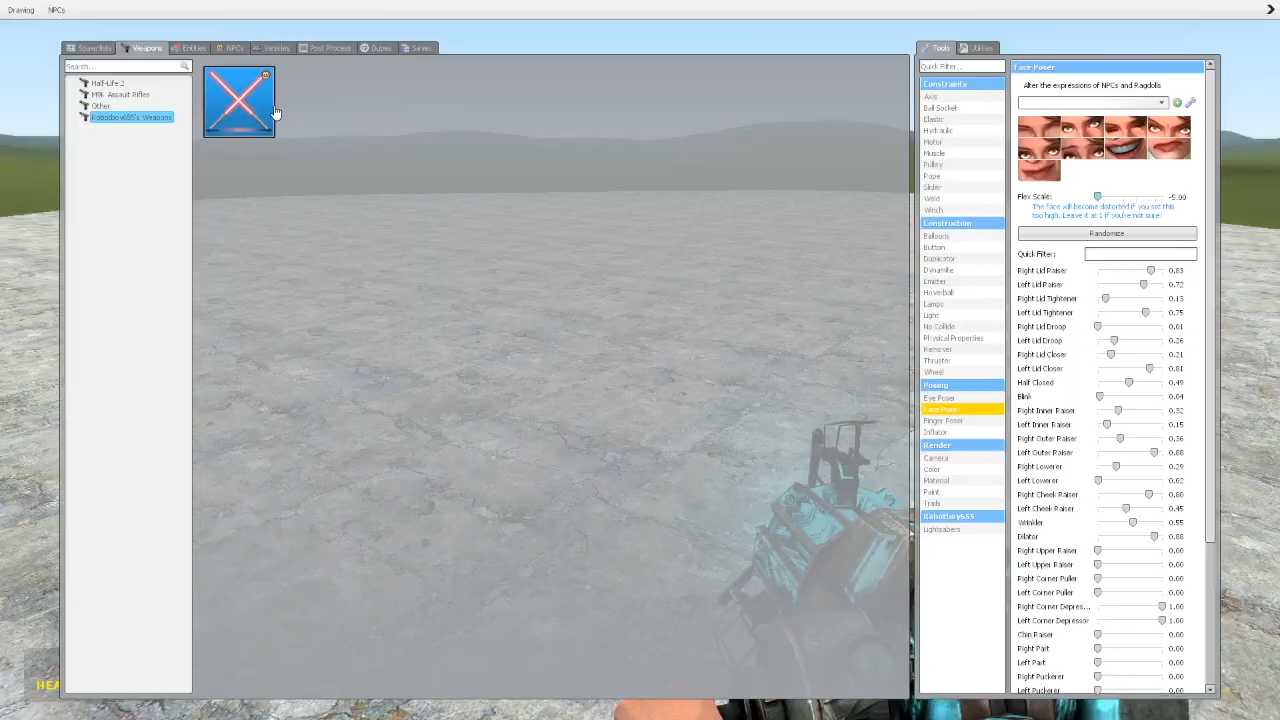 Drawing NPCs
Spawnlists Weapons Entities NPCs Vehicles Post Process Dupes Saves
Search...
Half-Life 2
M9K Assault Rifles
Other
Robotboy655's Weapons
Tools Utilities
Quick Filter...
Constraints
Axis
Ball Socket
Elastic
Hydraulic
Motor
Muscle
Pulley
Rope
Slider
Weld
Winch
Construction
Balloons
Button
Duplicator
Dynamite
Emitter
Hoverball
Lamps
Light
No Collide
Physical Properties
Remover
Thruster
Wheel
Posing
Eye Poser
Face Poser
Finger Poser
Inflator
Render
Camera
Color
Material
Paint
Trails
Robotboy655
Lightsabers
Face Poser
Alter the expressions of NPCs and Ragdolls
Flex Scale: -5.00
The face will become distorted if you set this
too high. Leave it at 1 if you're not sure!
Randomize
Quick Filter:
Right Lid Raiser 0.83
Left Lid Raiser 0.72
Right Lid Tightener 0.13
Left Lid Tightener 0.75
Right Lid Droop 0.01
Left Lid Droop 0.26
Right Lid Closer 0.21
Left Lid Closer 0.81
Half Closed 0.49
Blink 0.04
Right Inner Raiser 0.32
Left Inner Raiser 0.15
Right Outer Raiser 0.36
Left Outer Raiser 0.88
Right Lowerer 0.29
Left Lowerer 0.02
Right Cheek Raiser 0.80
Left Cheek Raiser 0.45
Wrinkler 0.55
Dilator 0.88
Right Upper Raiser 0.00
Left Upper Raiser 0.00
Right Corner Puller 0.00
Left Corner Puller 0.00
Right Corner Depres... 1.00
Left Corner Depressor 1.00
Chin Raiser 0.00
Right Part 0.00
Left Part 0.00
Right Puckerer 0.00
Left Puckerer 0.00
HEA